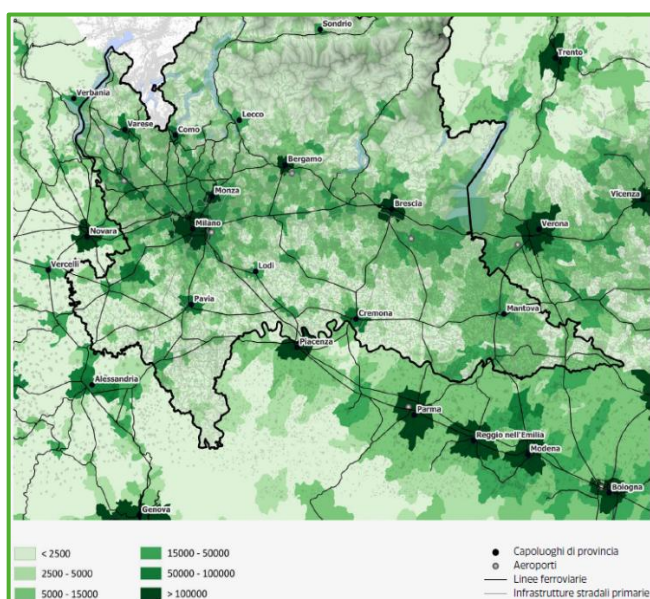 Sondrio
Trento
Verbania
Varese
Como
Lecco
Bergamo
Vicenza
Monza
Brescia
Milano
Verona
Novara
Vercelli
Lodi
Pavia
Cremona
Mantova
Piacenza
Alessandria
Parma
Reggio nell'Emilia
Modena
Bologna
Genova
< 2500
2500 - 5000
5000 - 15000
15000 - 50000
50000 - 100000
> 100000
Capoluoghi di provincia
Aeroporti
Linee ferroviarie
Infrastrutture stradali primarie